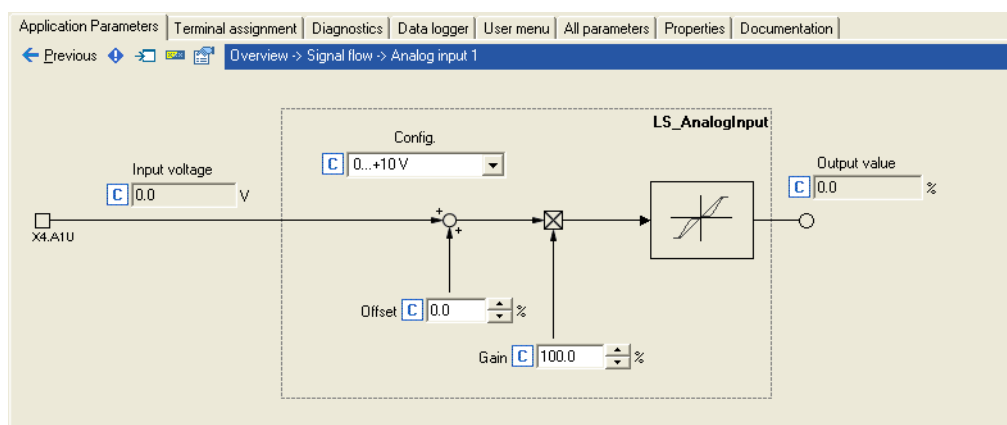 Application Parameters Terminal assignment Diagnostics Data logger User menu All parameters Properties Documentation
Previous Overview -> Signal flow -> Analog input 1
LS_AnalogInput
Config.
C 0...+10 V
Input voltage
C 0.0 V
Output value
C 0.0 %
X4.A1U
+
+
Offset C 0.0 %
Gain C 100.0 %